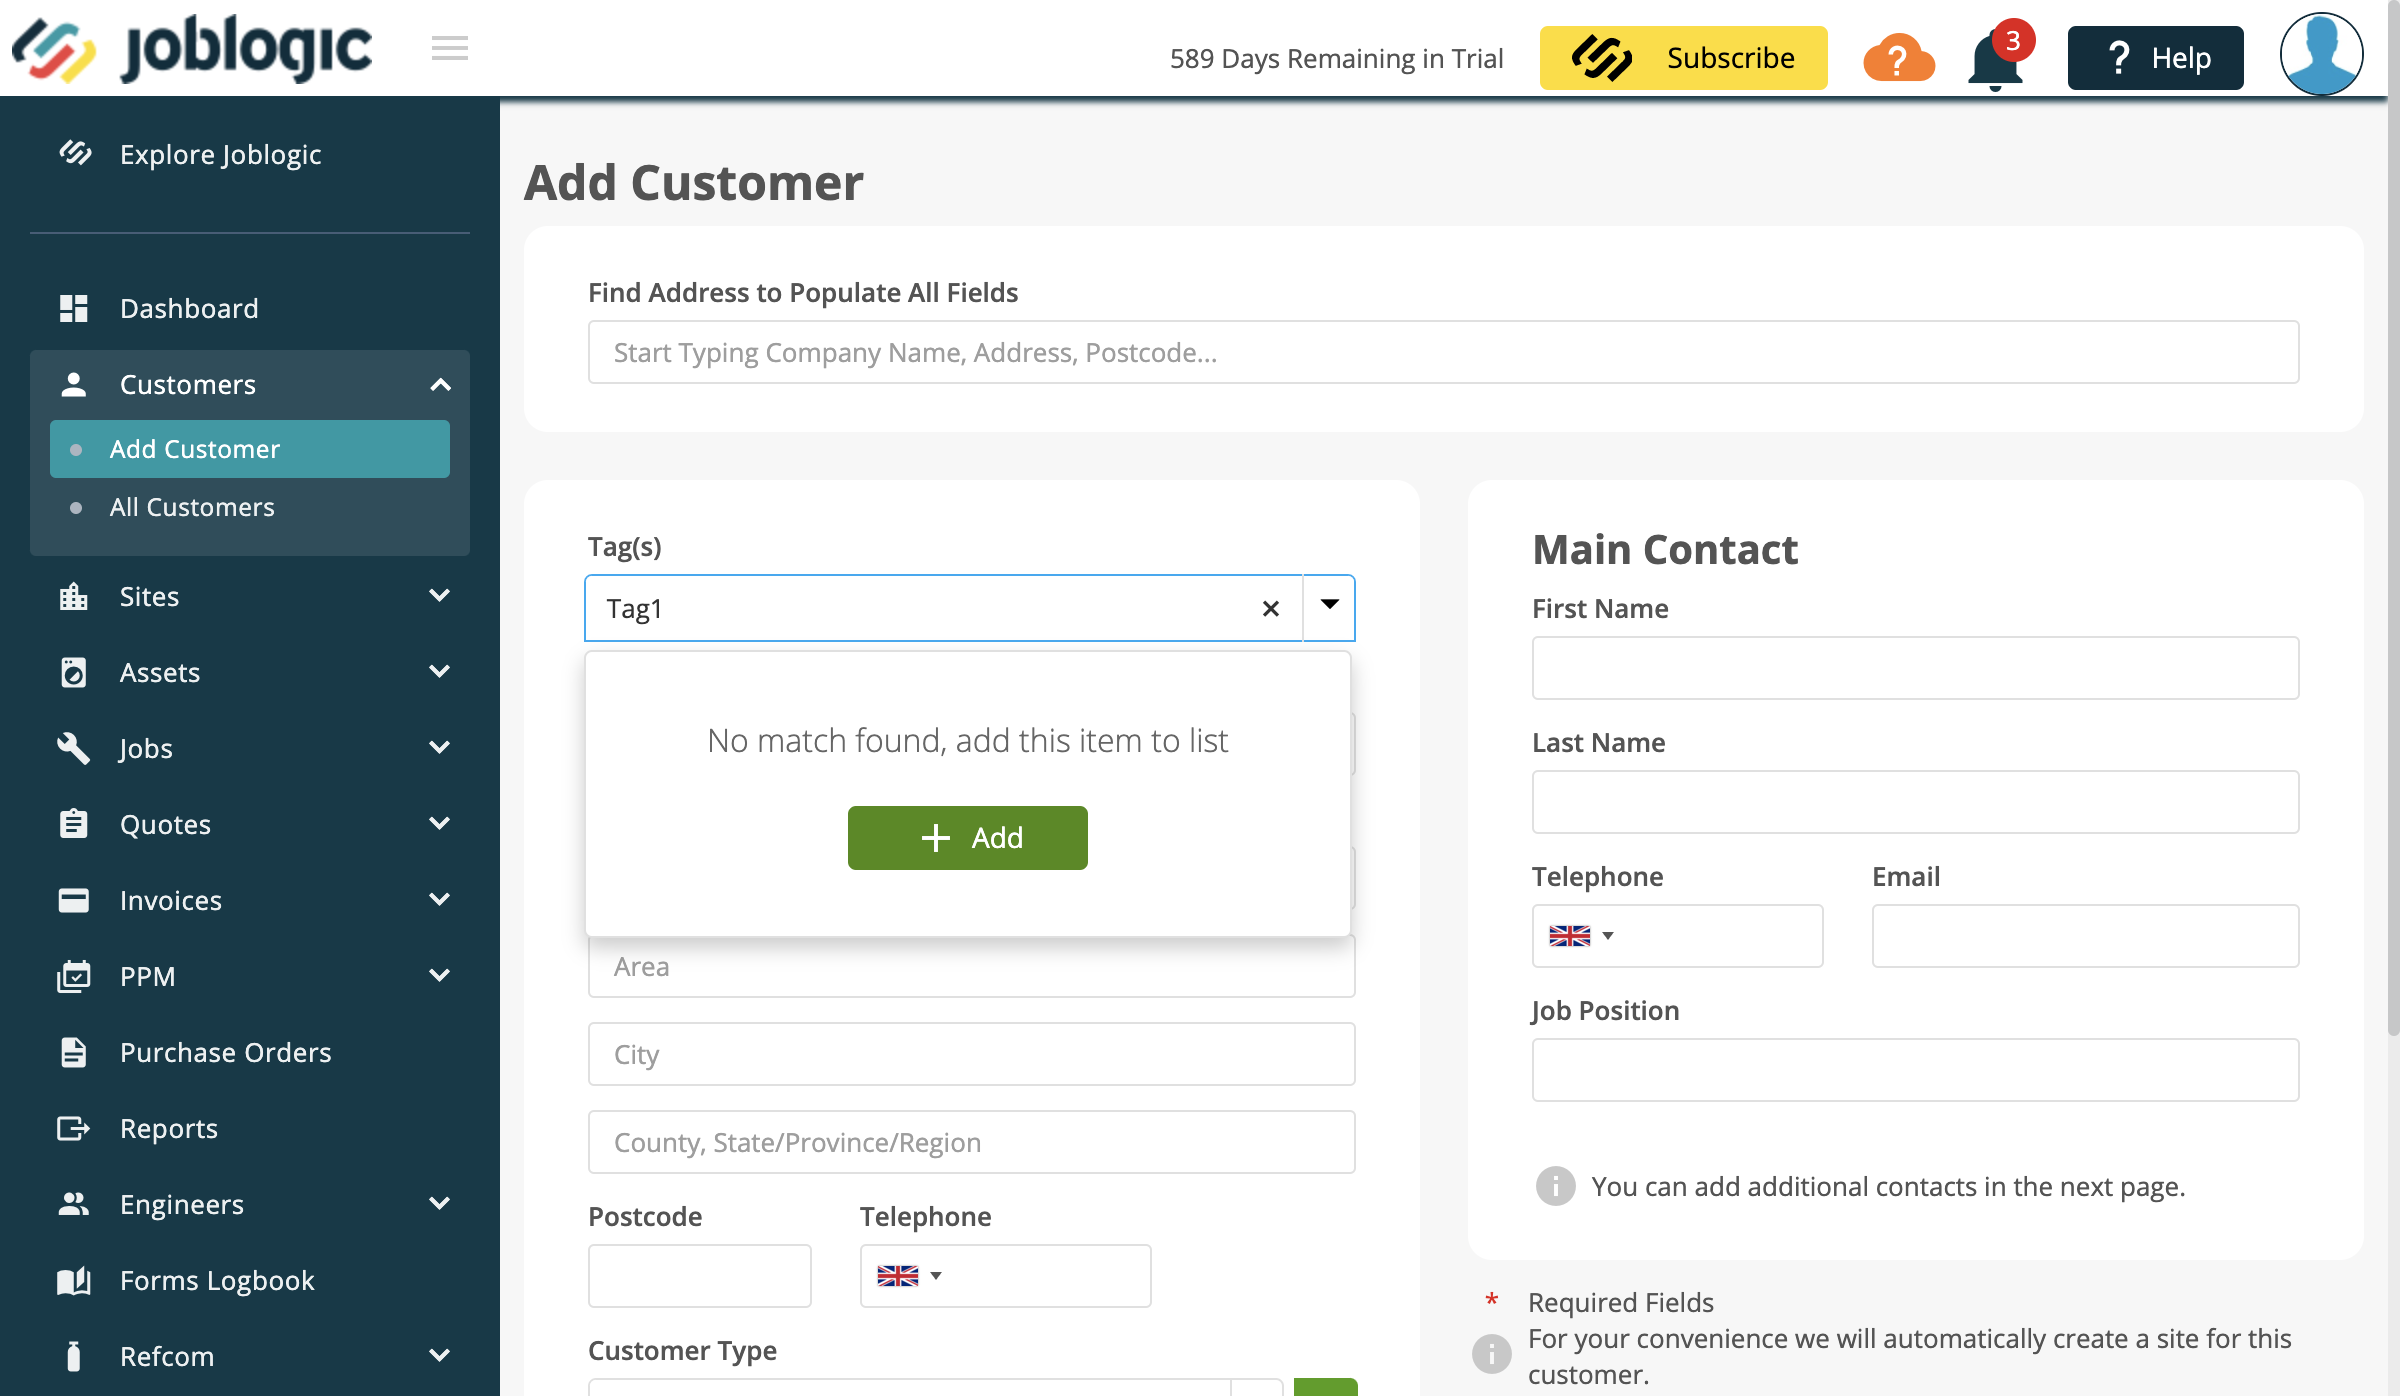 joblogic
589 Days Remaining in Trial
Subscribe
?
3
? Help
Explore Joblogic
Dashboard
Customers
Add Customer
All Customers
Sites
Assets
Jobs
Quotes
Invoices
PPM
Purchase Orders
Reports
Engineers
Forms Logbook
Refcom
Add Customer
Find Address to Populate All Fields
Start Typing Company Name, Address, Postcode...
Tag(s)
Tag1
No match found, add this item to list
+ Add
Area
City
County, State/Province/Region
Postcode
Telephone
Customer Type
Main Contact
First Name
Last Name
Telephone
Email
Job Position
You can add additional contacts in the next page.
* Required Fields
For your convenience we will automatically create a site for this
customer.